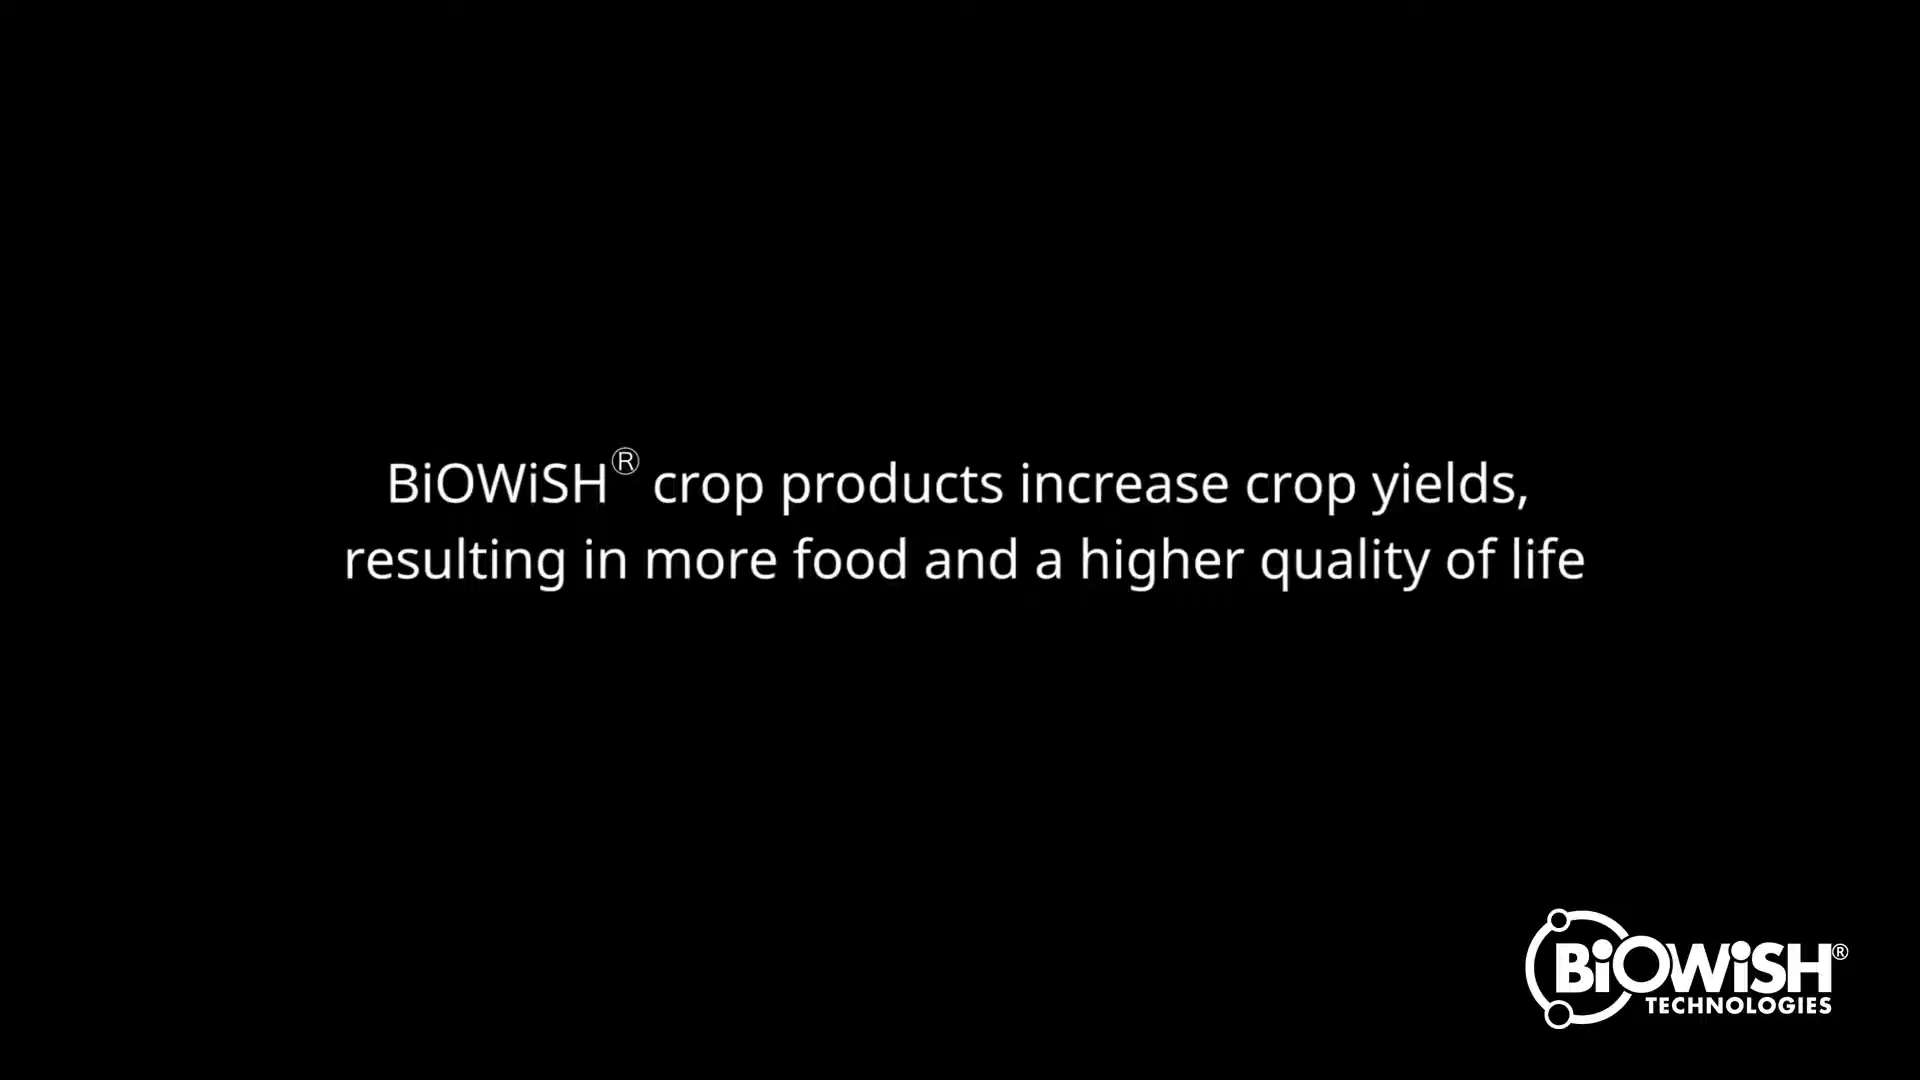 BiOWiSH® crop products increase crop yields,
resulting in more food and a higher quality of life
BiOWiSH®
TECHNOLOGIES